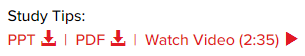 Study Tips:
PPT | PDF | Watch Video (2:35)